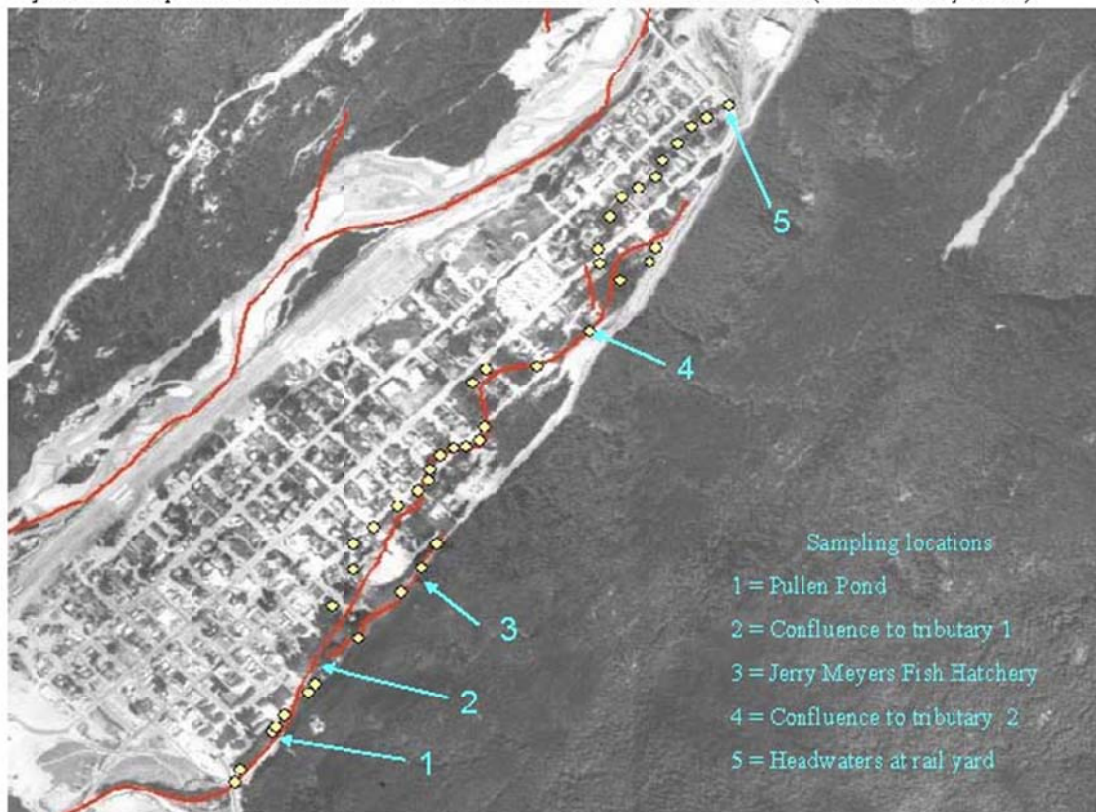 5
4
3
2
1
Sampling locations
1 = Pullen Pond
2 = Confluence to tributary 1
3 = Jerry Meyers Fish Hatchery
4 = Confluence to tributary 2
5 = Headwaters at rail yard